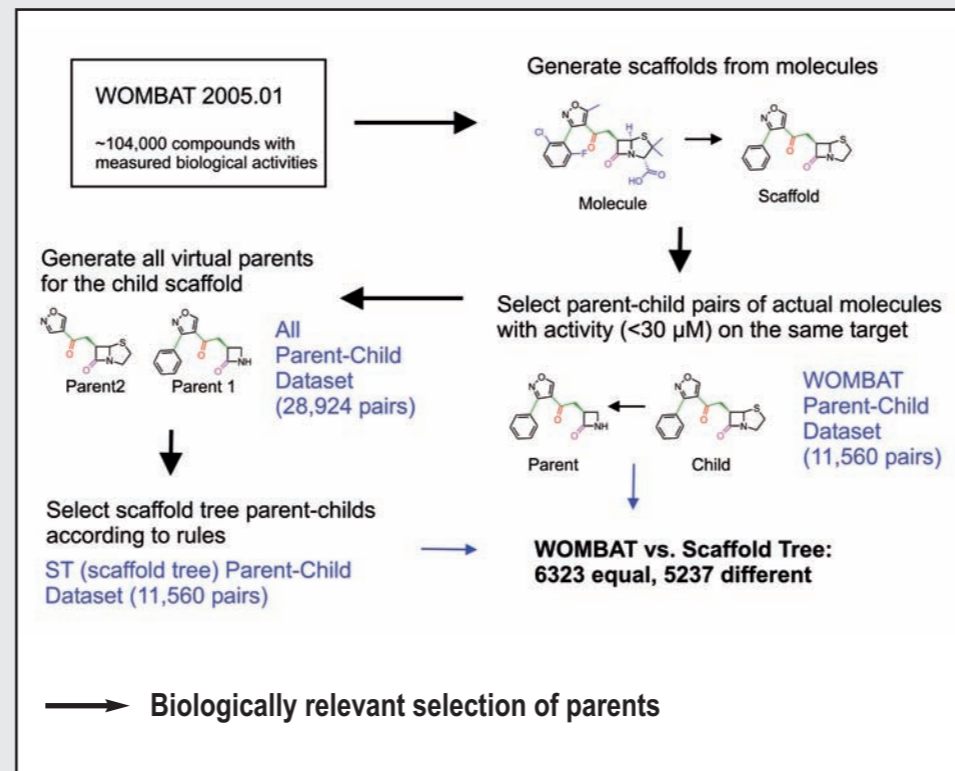 WOMBAT 2005.01
~104,000 compounds with
measured biological activities
Generate scaffolds from molecules
N
O
Cl
F
O
H
S
N
O
HO
O
Molecule
N
O
O
S
N
O
Scaffold
Select parent-child pairs of actual molecules
with activity (<30 µM) on the same target
N
O
O
O
NH
Parent
N
O
O
S
N
O
Child
WOMBAT
Parent-Child
Dataset
(11,560 pairs)
Generate all virtual parents
for the child scaffold
N
O
O
S
N
O
Parent2
N
O
O
O
NH
Parent 1
All
Parent-Child
Dataset
(28,924 pairs)
Select scaffold tree parent-childs
according to rules
ST (scaffold tree) Parent-Child
Dataset (11,560 pairs)
WOMBAT vs. Scaffold Tree:
6323 equal, 5237 different
Biologically relevant selection of parents